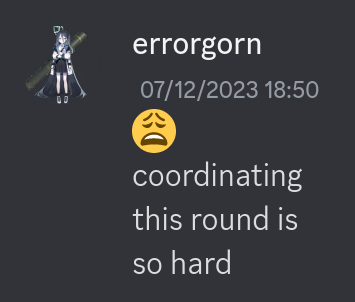 errorgorn
07/12/2023 18:50
😩
coordinating
this round is
so hard